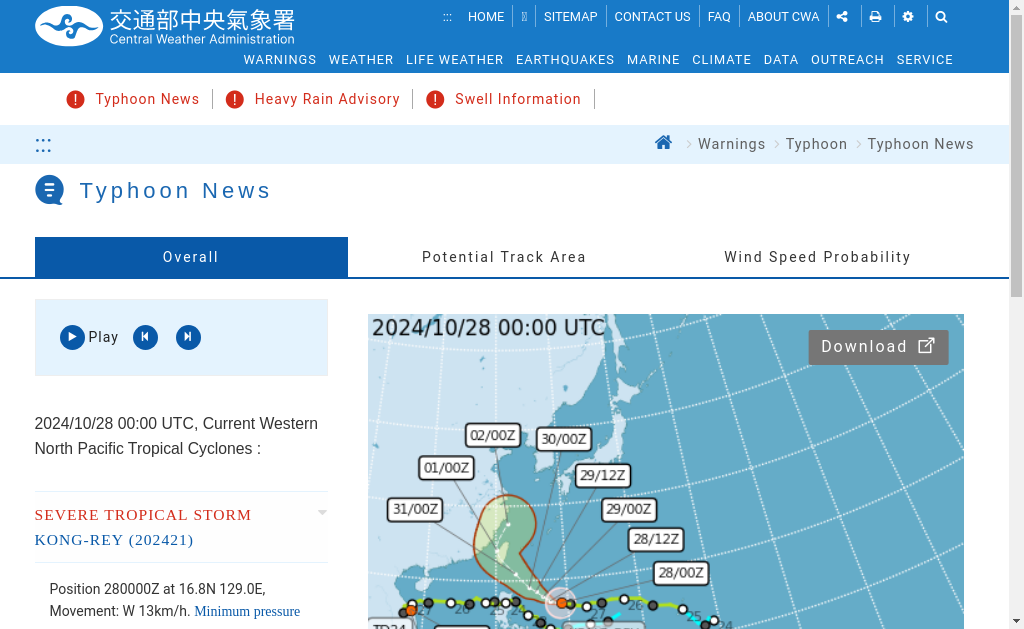 交通部中央氣象署
Central Weather Administration
::: HOME SITEMAP CONTACT US FAQ ABOUT CWA
WARNINGS WEATHER LIFE WEATHER EARTHQUAKES MARINE CLIMATE DATA OUTREACH SERVICE
Typhoon News Heavy Rain Advisory Swell Information
::: Warnings Typhoon Typhoon News
Typhoon News
Overall Potential Track Area Wind Speed Probability
Play
2024/10/28 00:00 UTC
Download
2024/10/28 00:00 UTC, Current Western
North Pacific Tropical Cyclones :
02/00Z
30/00Z
01/00Z
29/12Z
31/00Z
29/00Z
28/12Z
28/00Z
SEVERE TROPICAL STORM
KONG-REY (202421)
Position 280000Z at 16.8N 129.0E,
Movement: W 13km/h. Minimum pressure
27
26
25
27
26
25
24
TD24